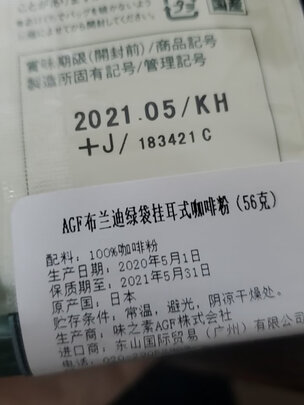 賞味期限(開封前)/商品記号
製造所固有記号/管理記号
2021.05/KH
+J/ 183421 C
AGF布兰迪绿袋挂耳式咖啡粉(56克)
配料:100%咖啡粉
生产日期:2020年5月1日
保质期至:2021年5月31日
原产国:日本
贮存条件:常温,避光,阴凉干燥处。
生产商:味之素AGF株式会社
进口商:东山国际贸易(广州)有限公